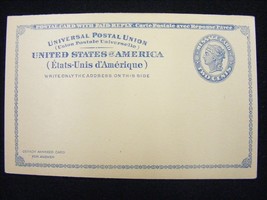 POSTAL CARD WITH PAID REPLY. Carte Postale avec Réponse Payée
UNIVERSAL POSTAL UNION
(Union Postale Universelle)
UNITED STATES OF AMERICA
(États-Unis d'Amérique)
WRITE ONLY THE ADDRESS ON THIS SIDE